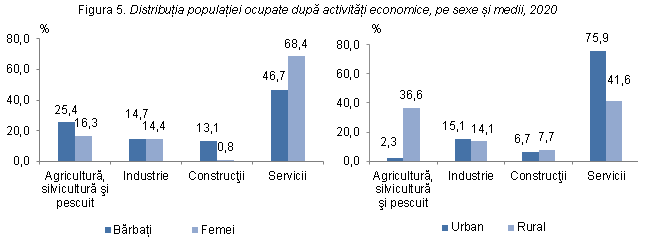 Figura 5. Distribuția populației ocupate după activități economice, pe sexe și medii, 2020
%
80,0
60,0
40,0
20,0
0,0
25,4
16,3
14,7
14,4
13,1
0,8
46,7
68,4
Agricultură,
silvicultură şi
pescuit
Industrie
Construcţii
Servicii
Bărbați
Femei
%
80,0
60,0
40,0
20,0
0,0
2,3
36,6
15,1
14,1
6,7
7,7
75,9
41,6
Agricultură,
silvicultură
şi pescuit
Industrie
Construcţii
Servicii
Urban
Rural